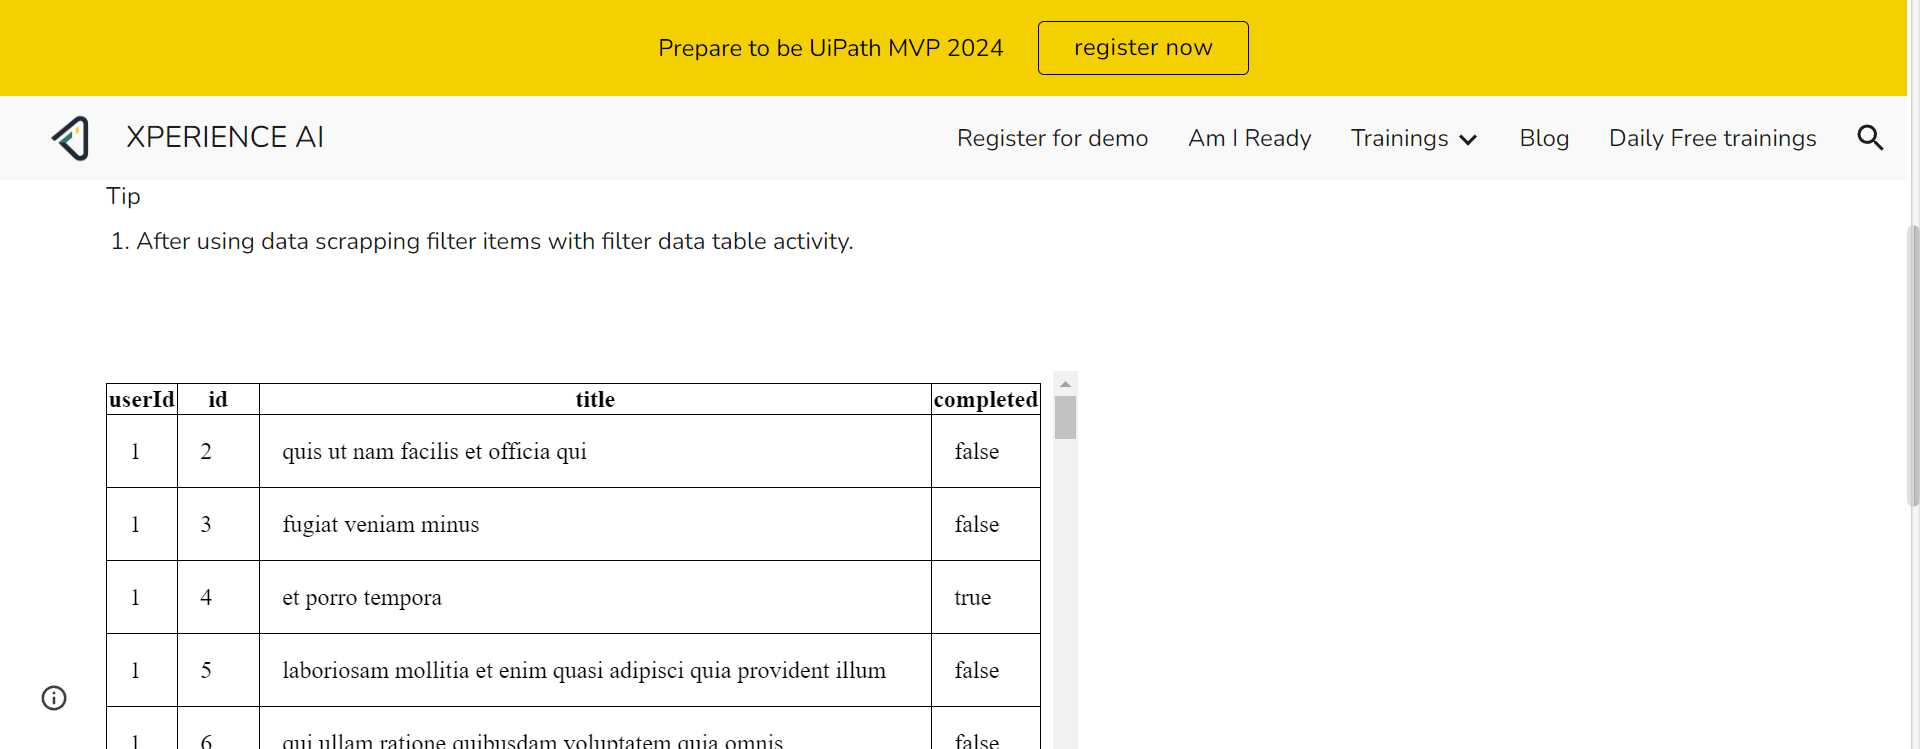 Prepare to be UiPath MVP 2024 register now
XPERIENCE AI Register for demo Am I Ready Trainings Blog Daily Free trainings
Tip
1. After using data scrapping filter items with filter data table activity.
userId id title completed
1 2 quis ut nam facilis et officia qui false
1 3 fugiat veniam minus false
1 4 et porro tempora true
1 5 laboriosam mollitia et enim quasi adipisci quia provident illum false
1 6 qui ullam ratione quibusdam voluptatem quia omnis false